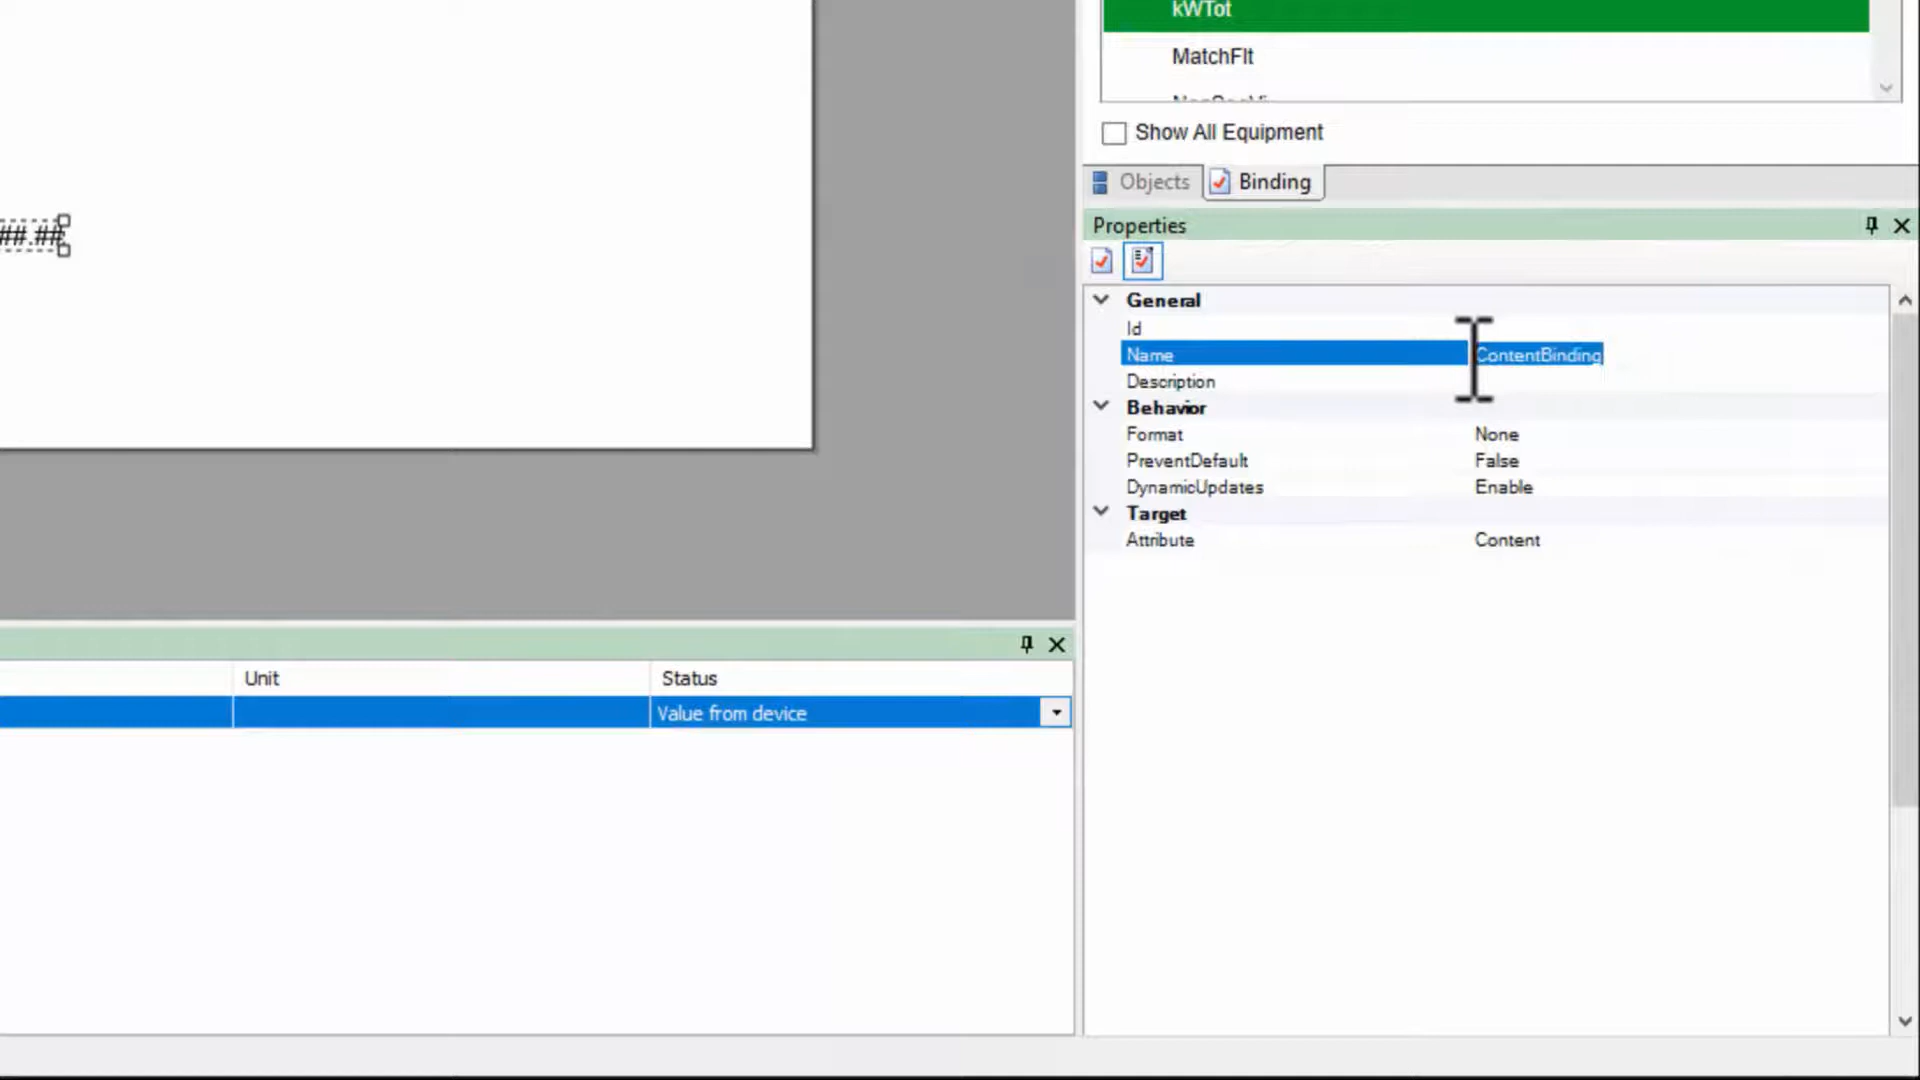 kWTot
MatchFlt
Show All Equipment
Objects Binding
##.##
Properties
General
Id
Name ContentBinding
Description
Behavior
Format None
PreventDefault False
DynamicUpdates Enable
Target
Attribute Content
Unit Status
Value from device